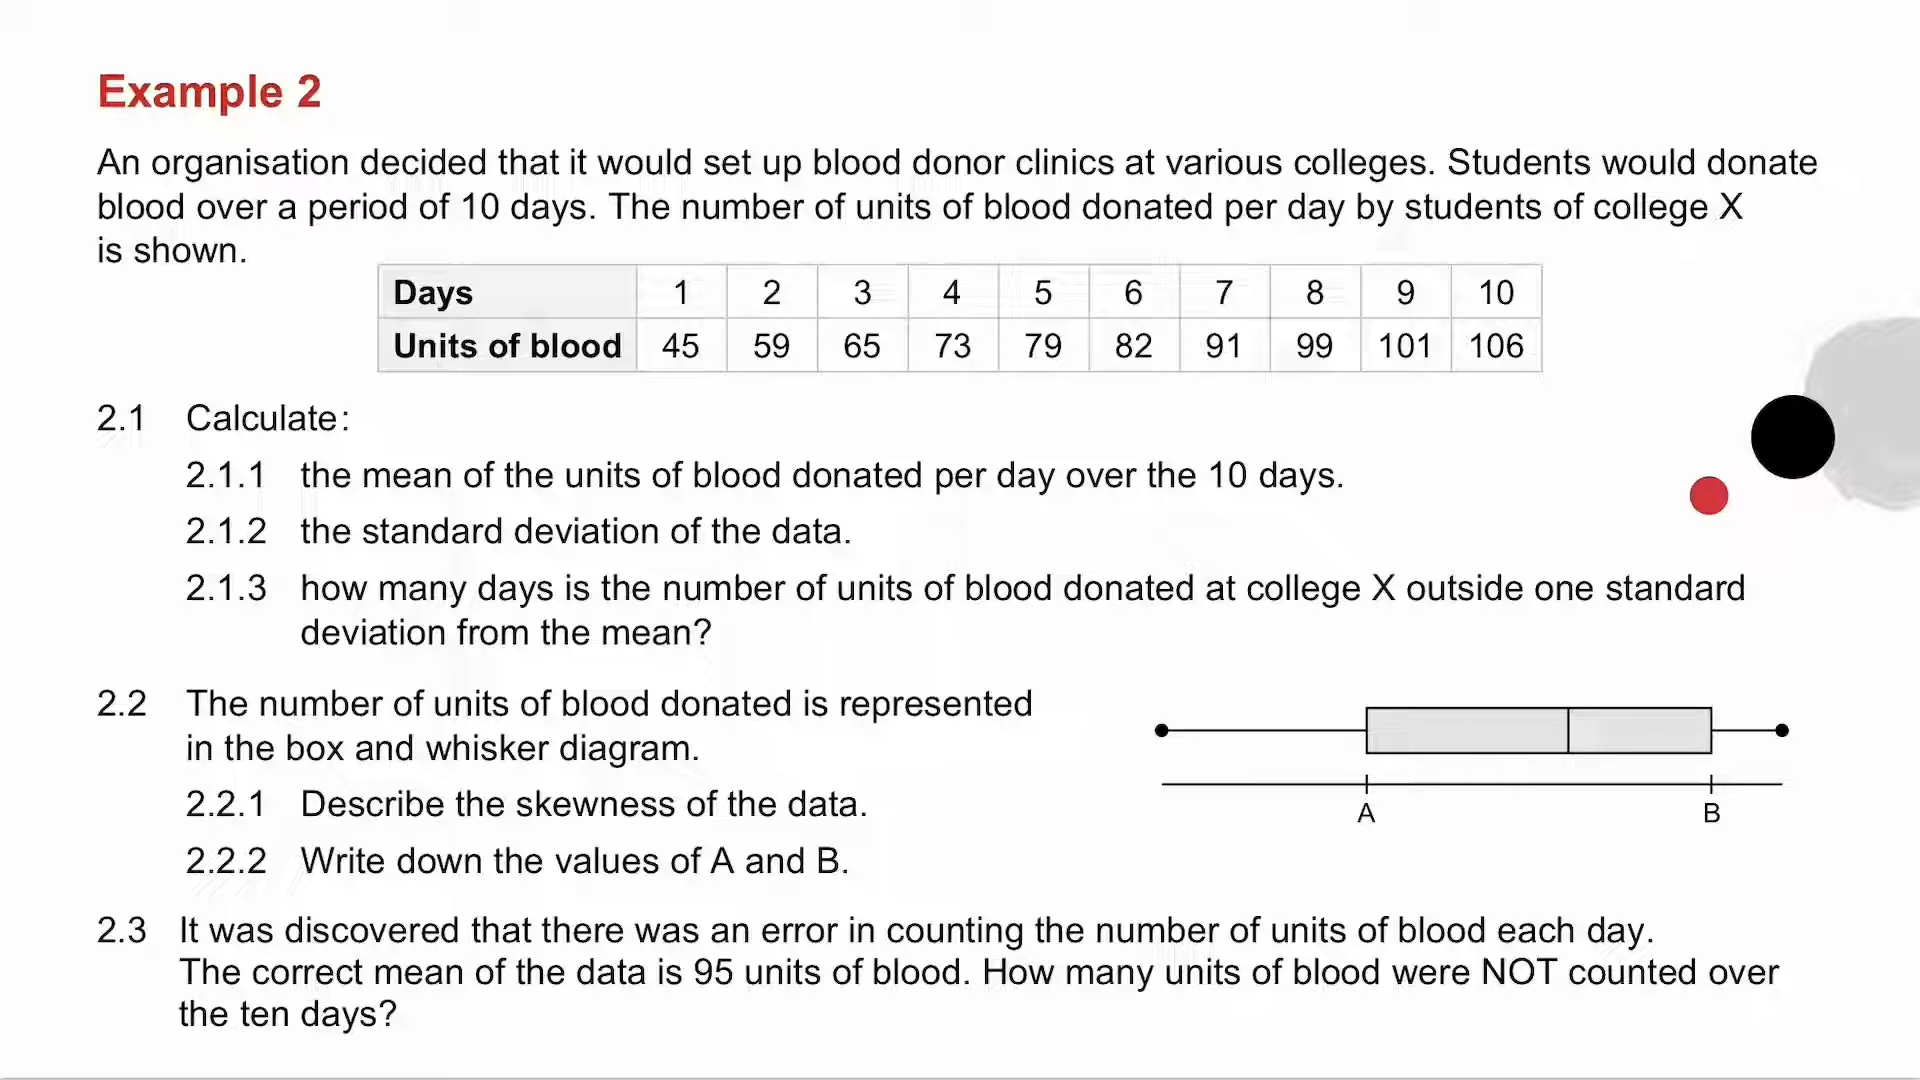 Example 2
An organisation decided that it would set up blood donor clinics at various colleges. Students would donate
blood over a period of 10 days. The number of units of blood donated per day by students of college X
is shown.
Days 1 2 3 4 5 6 7 8 9 10
Units of blood 45 59 65 73 79 82 91 99 101 106
2.1 Calculate:
2.1.1 the mean of the units of blood donated per day over the 10 days.
2.1.2 the standard deviation of the data.
2.1.3 how many days is the number of units of blood donated at college X outside one standard
deviation from the mean?
2.2 The number of units of blood donated is represented
in the box and whisker diagram.
2.2.1 Describe the skewness of the data.
2.2.2 Write down the values of A and B.
A B
2.3 It was discovered that there was an error in counting the number of units of blood each day.
The correct mean of the data is 95 units of blood. How many units of blood were NOT counted over
the ten days?